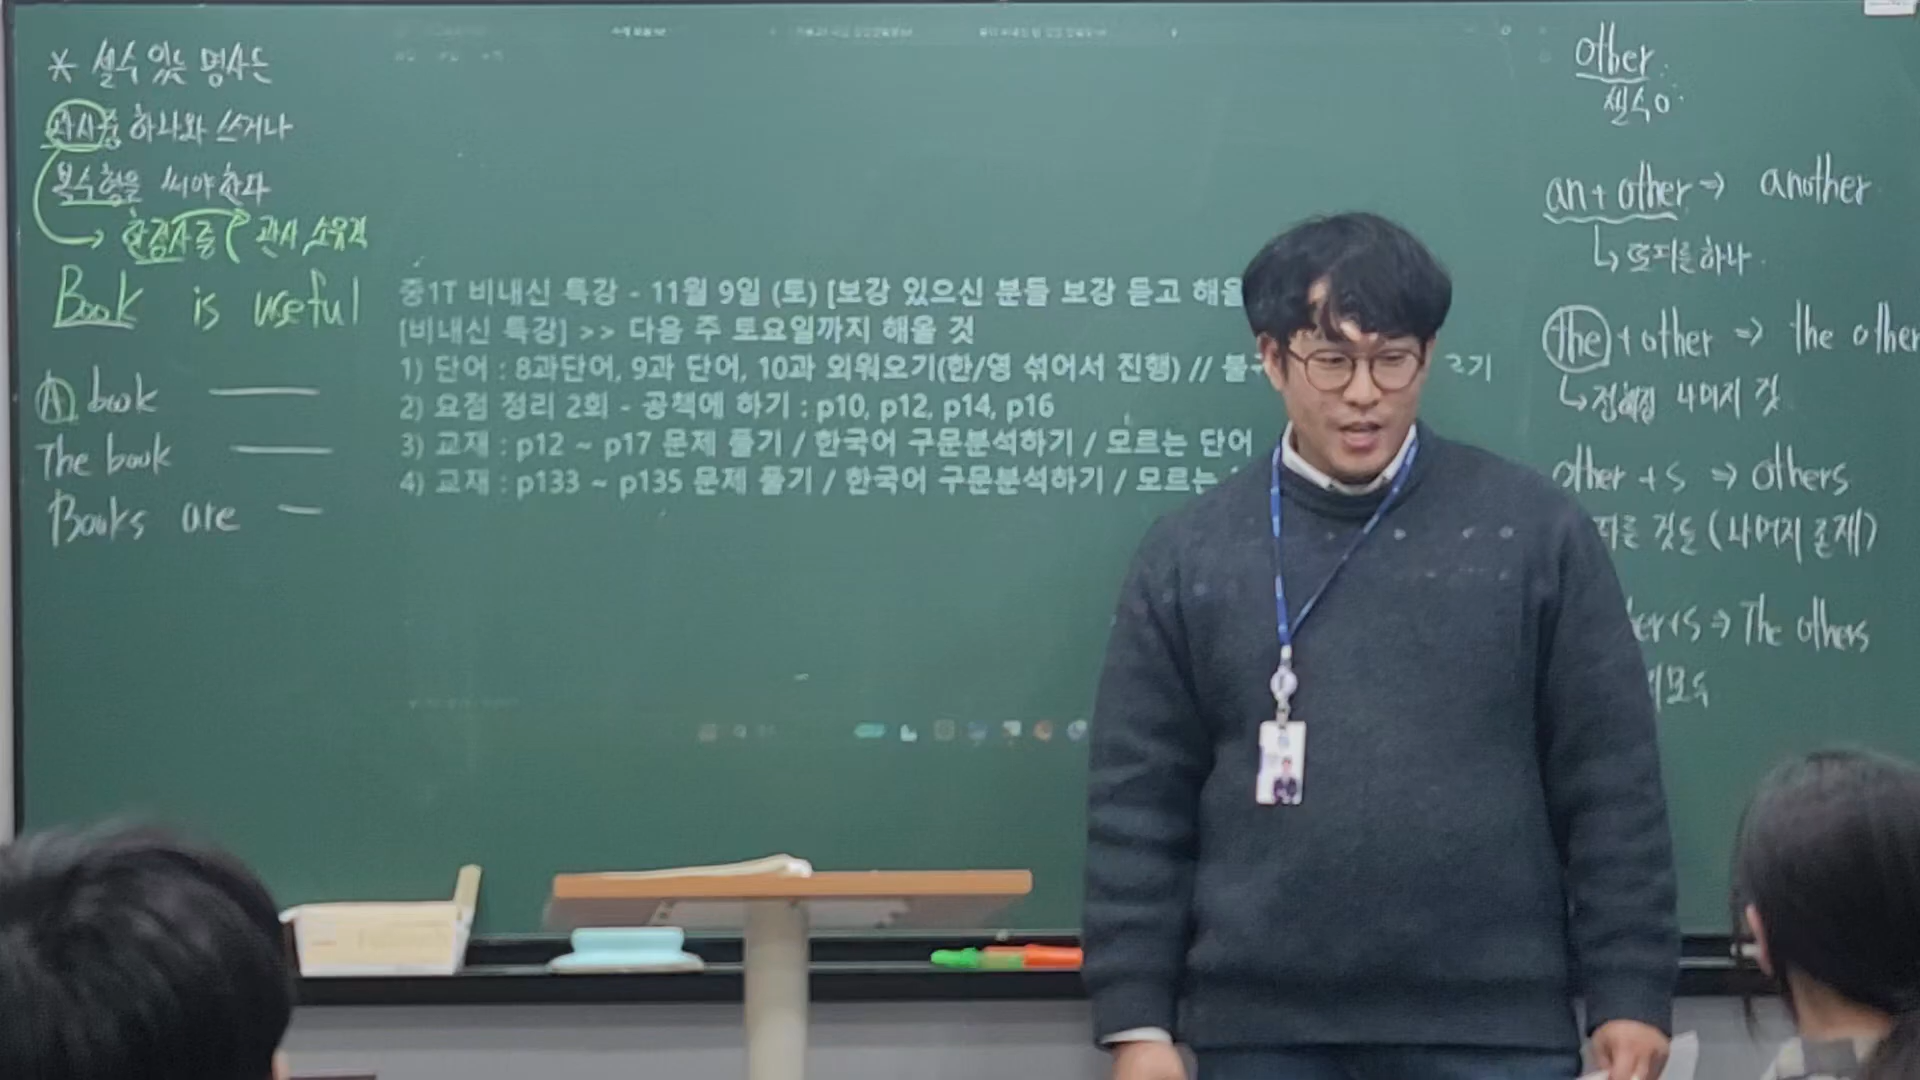 * 셀수 있는 명사는
관사중 하나와 쓰거나
복수형을 써야 한다
→ 한정사중 관사, 소유격
Book is useful
A book
The book
Books are
중1T 비내신 특강 - 11월 9일 (토) [보강 있으신 분들 보강 듣고 해올
[비내신 특강] >> 다음 주 토요일까지 해올 것
1) 단어 : 8과단어, 9과 단어, 10과 외워오기(한/영 섞어서 진행) //
2) 요점 정리 2회 - 공책에 하기 : p10, p12, p14, p16
3) 교재 : p12 ~ p17 문제 풀기 / 한국어 구문분석하기 / 모르는 단어
4) 교재 : p133 ~ p135 문제 풀기 / 한국어 구문분석하기 / 모르는
other
셀수o
an + other ⇒ another
↳ 또다른 하나
the + other ⇒ the other
↳ 정해진 나머지 것
other + s ⇒ others
다른 것들 (나머지 존재)
er+s ⇒ The others